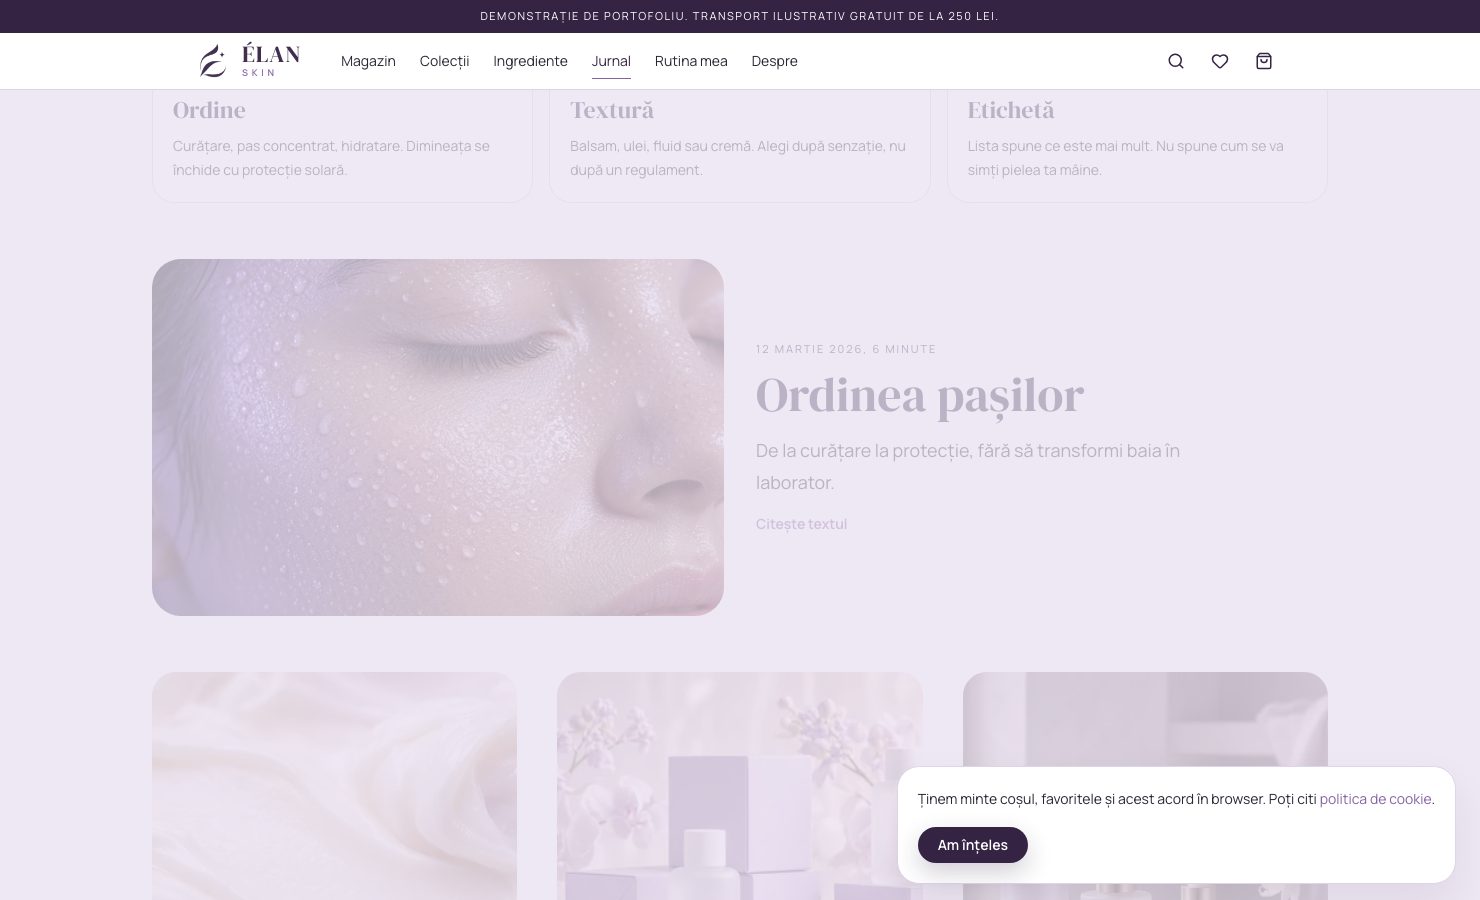 DEMONSTRAȚIE DE PORTOFOLIU. TRANSPORT ILUSTRATIV GRATUIT DE LA 250 LEI.
ÉLAN
SKIN
Magazin
Colecții
Ingrediente
Jurnal
Rutina mea
Despre
Ordine
Curățare, pas concentrat, hidratare. Dimineața se
închide cu protecție solară.
Textură
Balsam, ulei, fluid sau cremă. Alegi după senzație, nu
după un regulament.
Etichetă
Lista spune ce este mai mult. Nu spune cum se va
simți pielea ta mâine.
12 MARTIE 2026, 6 MINUTE
Ordinea pașilor
De la curățare la protecție, fără să transformi baia în
laborator.
Citește textul
Ținem minte coșul, favoritele și acest acord în browser. Poți citi politica de cookie.
Am înțeles